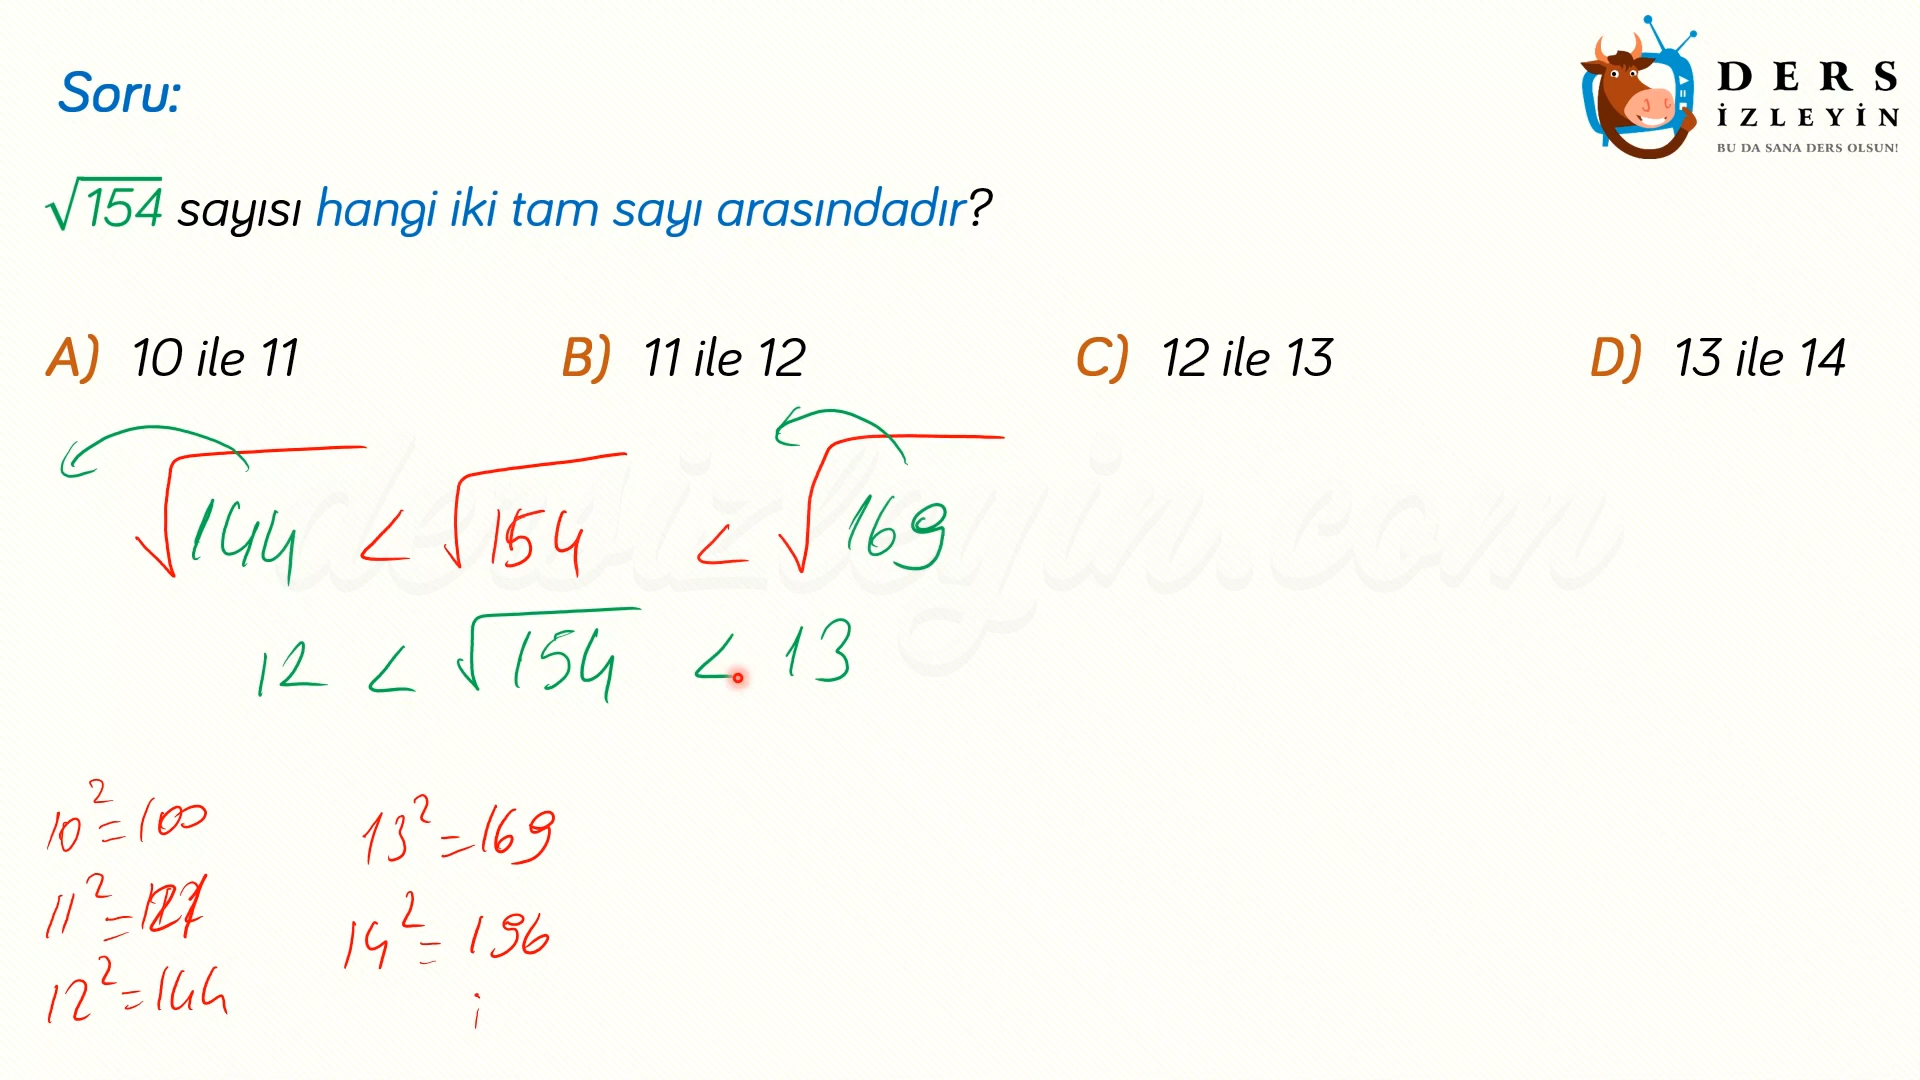 Soru:
DERS
İZLEYİN
BU DA SANA DERS OLSUN!
√154 sayısı hangi iki tam sayı arasındadır?
A) 10 ile 11 B) 11 ile 12 C) 12 ile 13 D) 13 ile 14
√144 < √154 < √169
dersizleyin.com
12 < √154 < 13
10² = 100 13² = 169
11² = 121 14² = 196
12² = 144